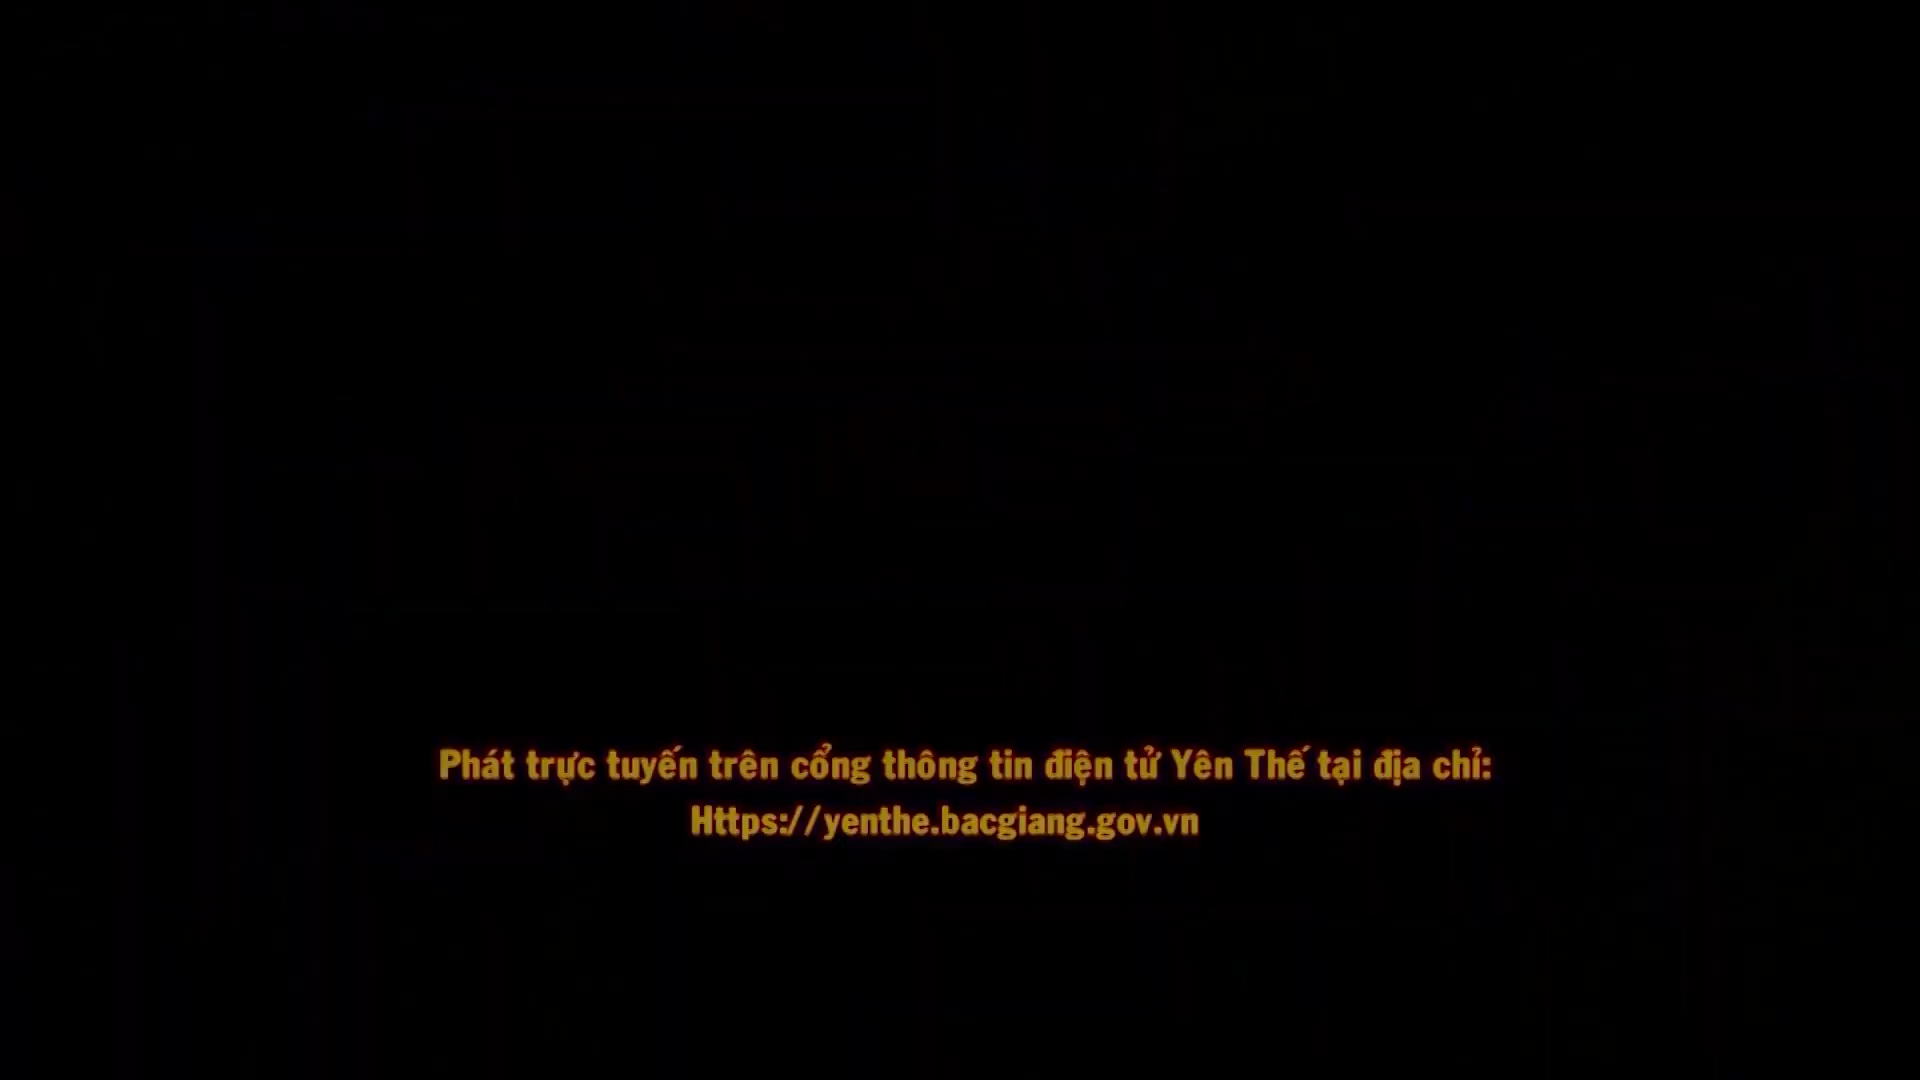 Phát trực tuyến trên cổng thông tin điện tử Yên Thế tại địa chỉ:
Https://yenthe.bacgiang.gov.vn